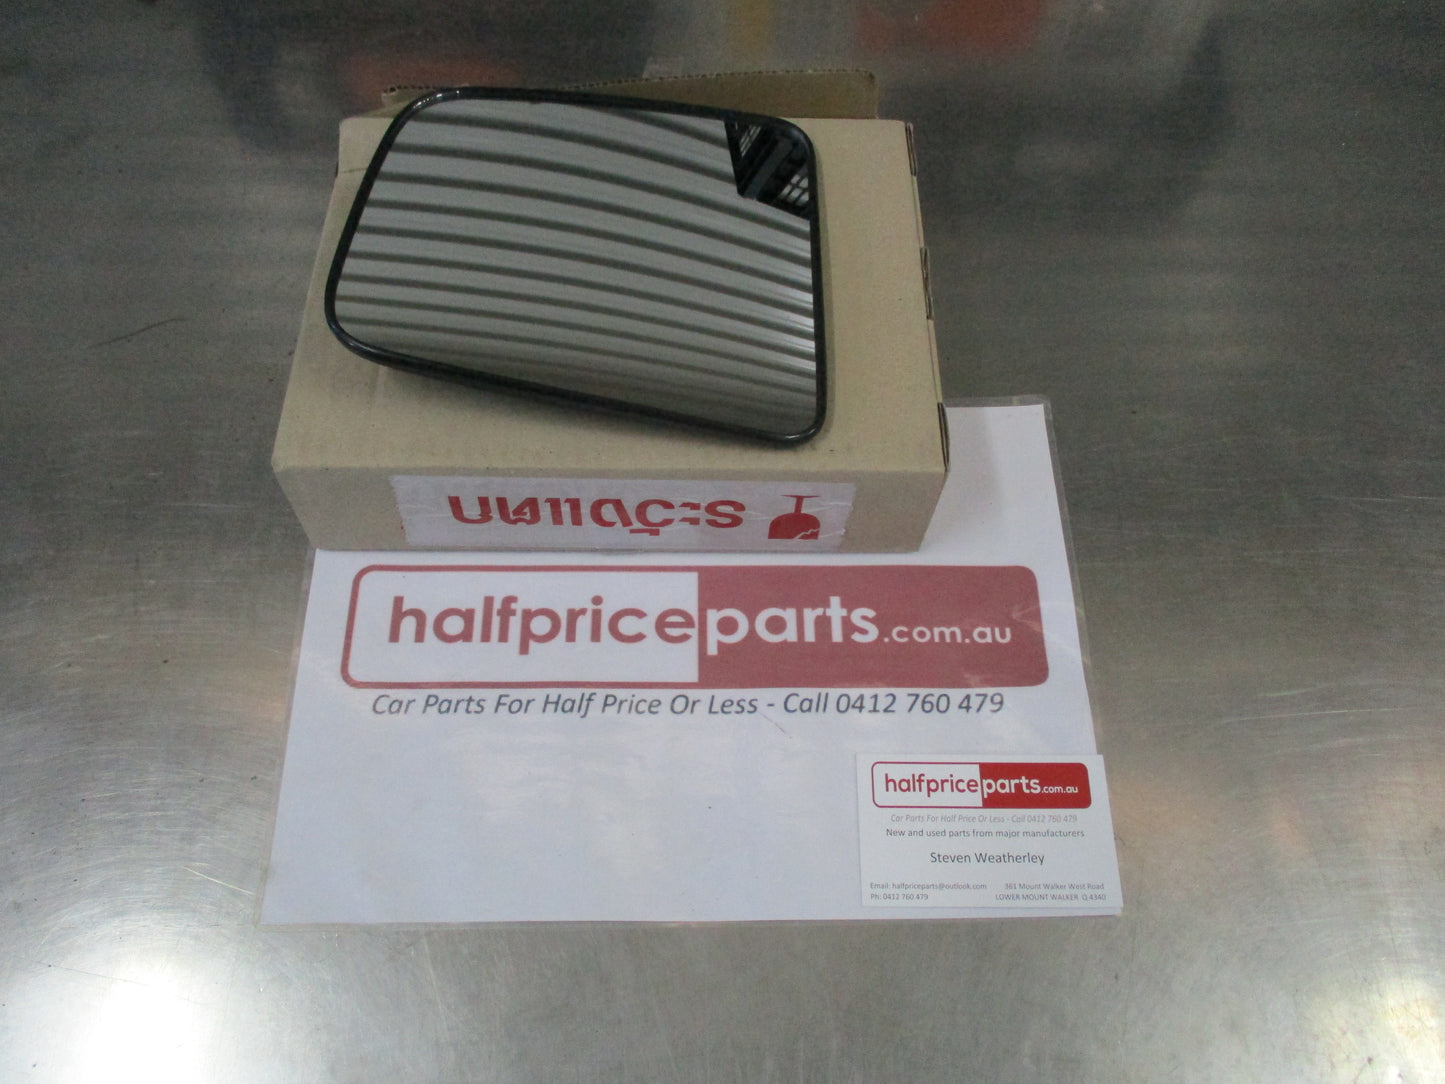 ระวังแตก
halfpriceparts.com.au
Car Parts For Half Price Or Less - Call 0412 760 479
halfpriceparts.com.au
Car Parts For Half Price Or Less - Call 0412 760 479
New and used parts from major manufacturers
Steven Weatherley
Email: halfpriceparts@outlook.com 361 Mount Walker West Road
Ph: 0412 760 479 LOWER MOUNT WALKER Q 4340